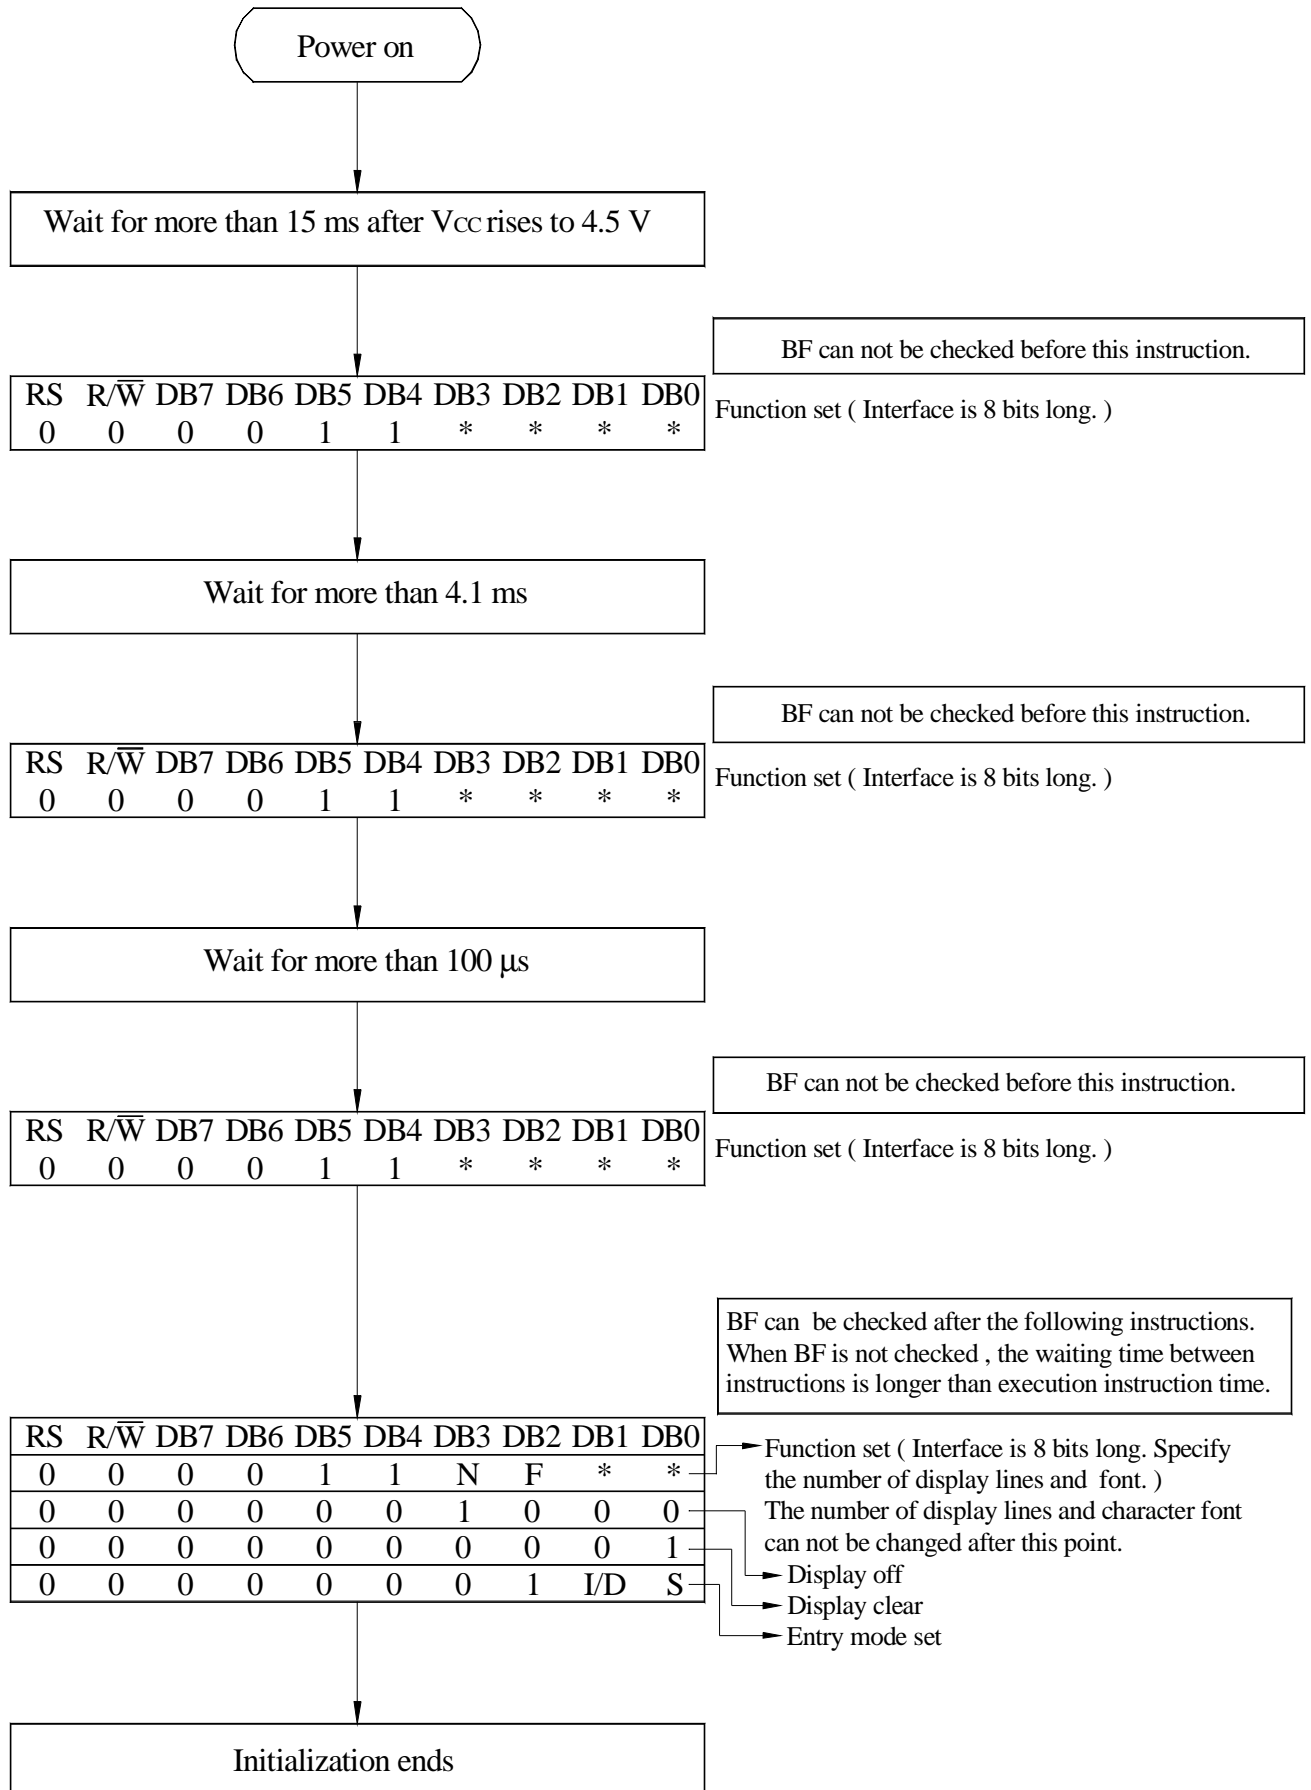 Power on
Wait for more than 15 ms after VCC rises to 4.5 V
BF can not be checked before this instruction.
RS R/W̅ DB7 DB6 DB5 DB4 DB3 DB2 DB1 DB0
0 0 0 0 1 1 * * * *
Function set ( Interface is 8 bits long. )
Wait for more than 4.1 ms
BF can not be checked before this instruction.
RS R/W̅ DB7 DB6 DB5 DB4 DB3 DB2 DB1 DB0
0 0 0 0 1 1 * * * *
Function set ( Interface is 8 bits long. )
Wait for more than 100 µs
BF can not be checked before this instruction.
RS R/W̅ DB7 DB6 DB5 DB4 DB3 DB2 DB1 DB0
0 0 0 0 1 1 * * * *
Function set ( Interface is 8 bits long. )
BF can be checked after the following instructions.
When BF is not checked , the waiting time between
instructions is longer than execution instruction time.
RS R/W̅ DB7 DB6 DB5 DB4 DB3 DB2 DB1 DB0
0 0 0 0 1 1 N F * *
0 0 0 0 0 0 1 0 0 0
0 0 0 0 0 0 0 0 0 1
0 0 0 0 0 0 0 1 I/D S
Function set ( Interface is 8 bits long. Specify
the number of display lines and font. )
The number of display lines and character font
can not be changed after this point.
Display off
Display clear
Entry mode set
Initialization ends